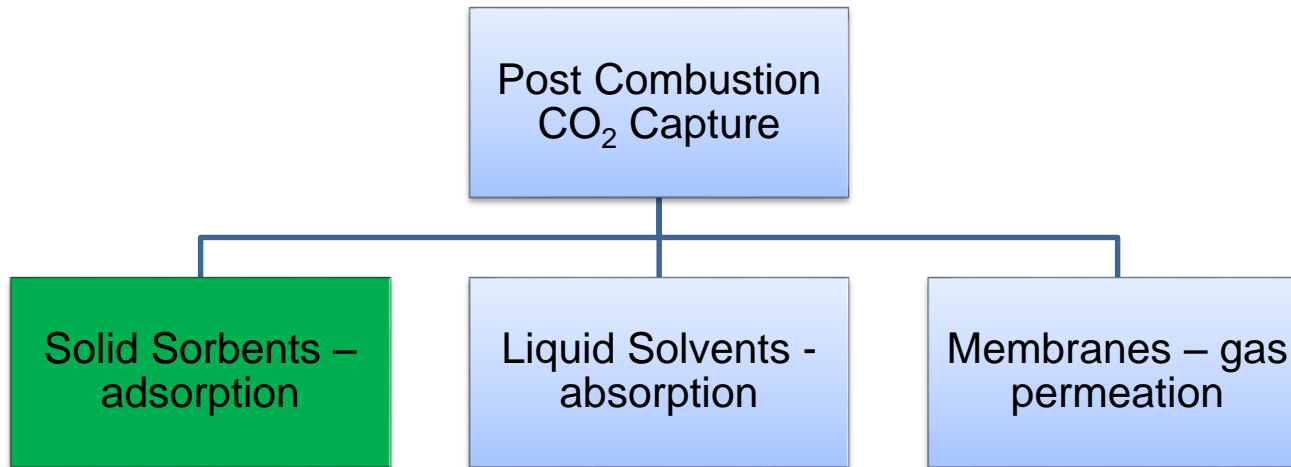 Post Combustion
CO₂ Capture
Solid Sorbents –
adsorption
Liquid Solvents -
absorption
Membranes – gas
permeation